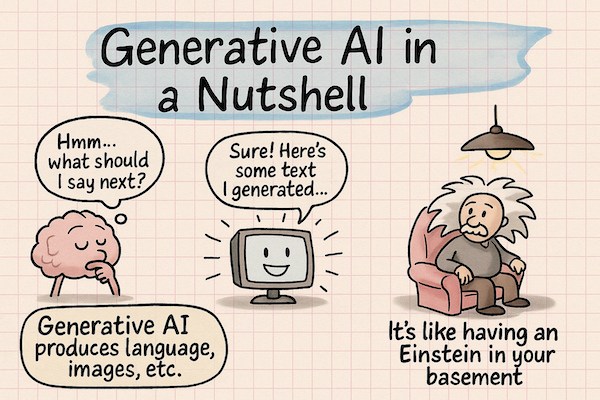 Generative AI in
a Nutshell
Hmm...
what should
I say next?
Sure! Here's
some text
I generated...
Generative AI
produces language,
images, etc.
It's like having an
Einstein in your
basement